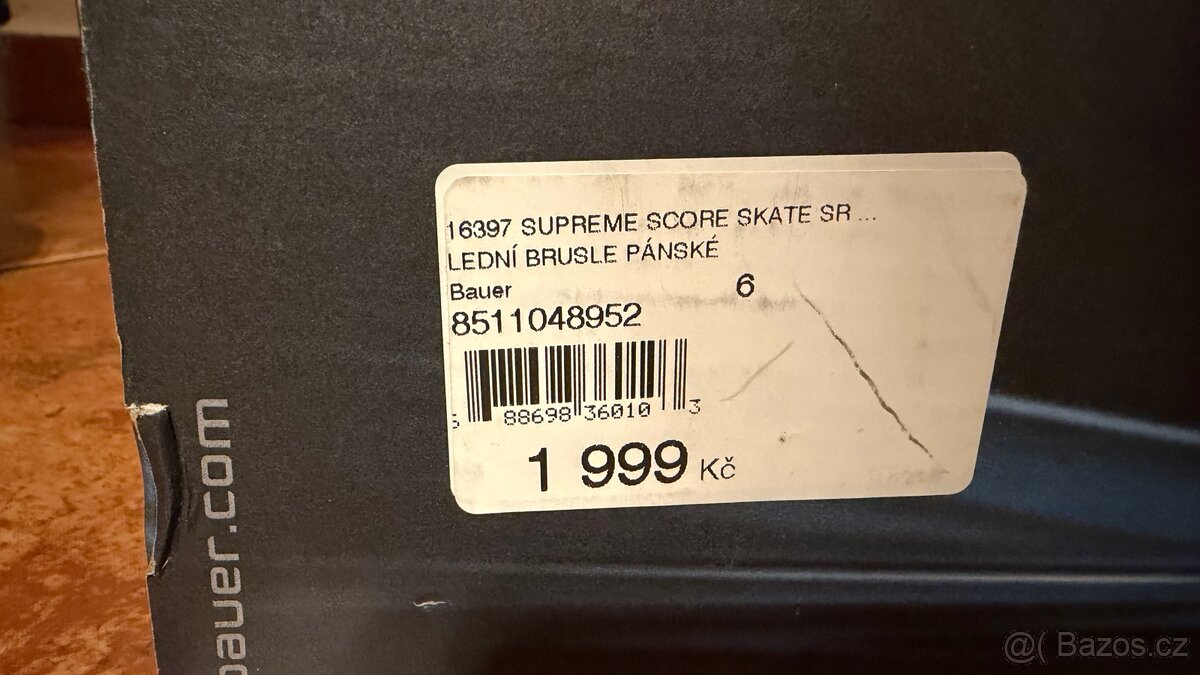 16397 SUPREME SCORE SKATE SR ...
LEDNÍ BRUSLE PÁNSKÉ
Bauer 6
8511048952
88698 36010 3
1 999 Kč
bauer.com
@( Bazos.cz